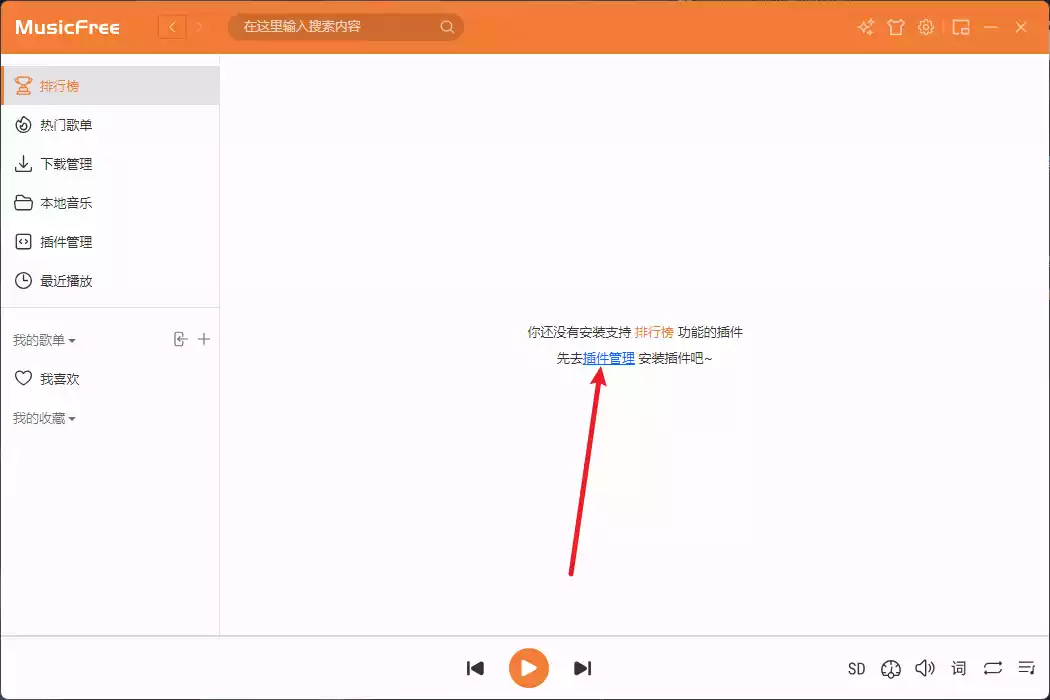 MusicFree
在这里输入搜索内容
排行榜
热门歌单
下载管理
本地音乐
插件管理
最近播放
我的歌单
我喜欢
我的收藏
你还没有安装支持 排行榜 功能的插件
先去插件管理 安装插件吧~
SD
词